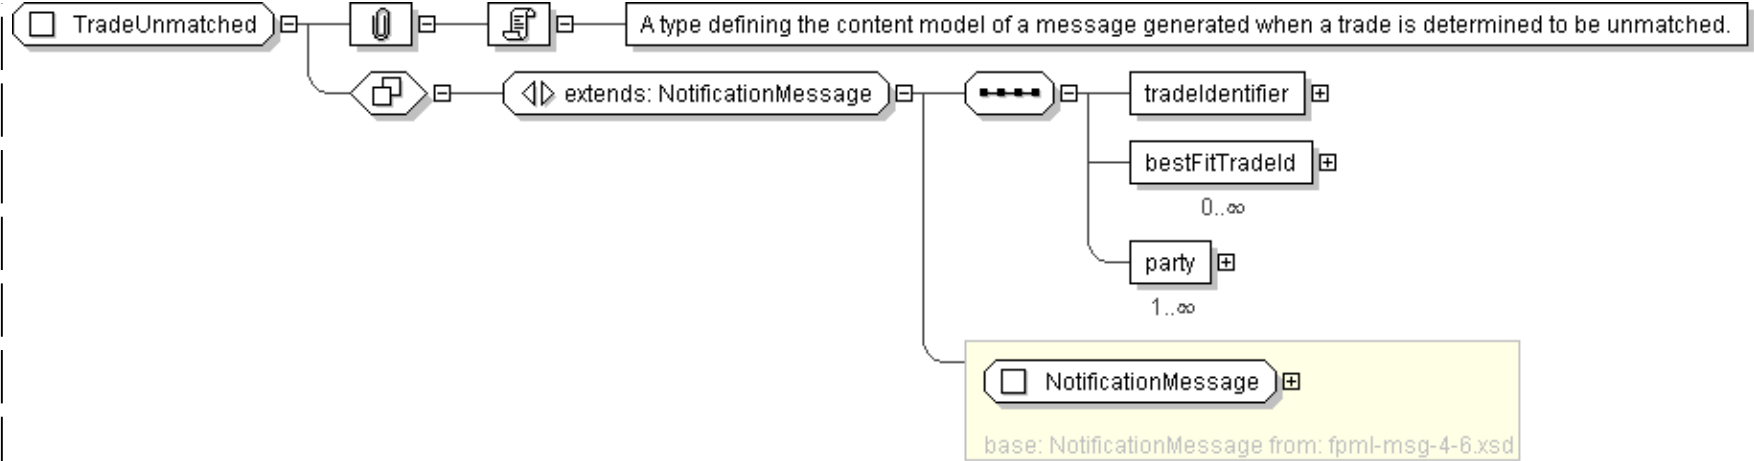 TradeUnmatched
A type defining the content model of a message generated when a trade is determined to be unmatched.
extends: NotificationMessage
tradeIdentifier
bestFitTradeId
0..∞
party
1..∞
NotificationMessage
base: NotificationMessage from: fpml-msg-4-6.xsd